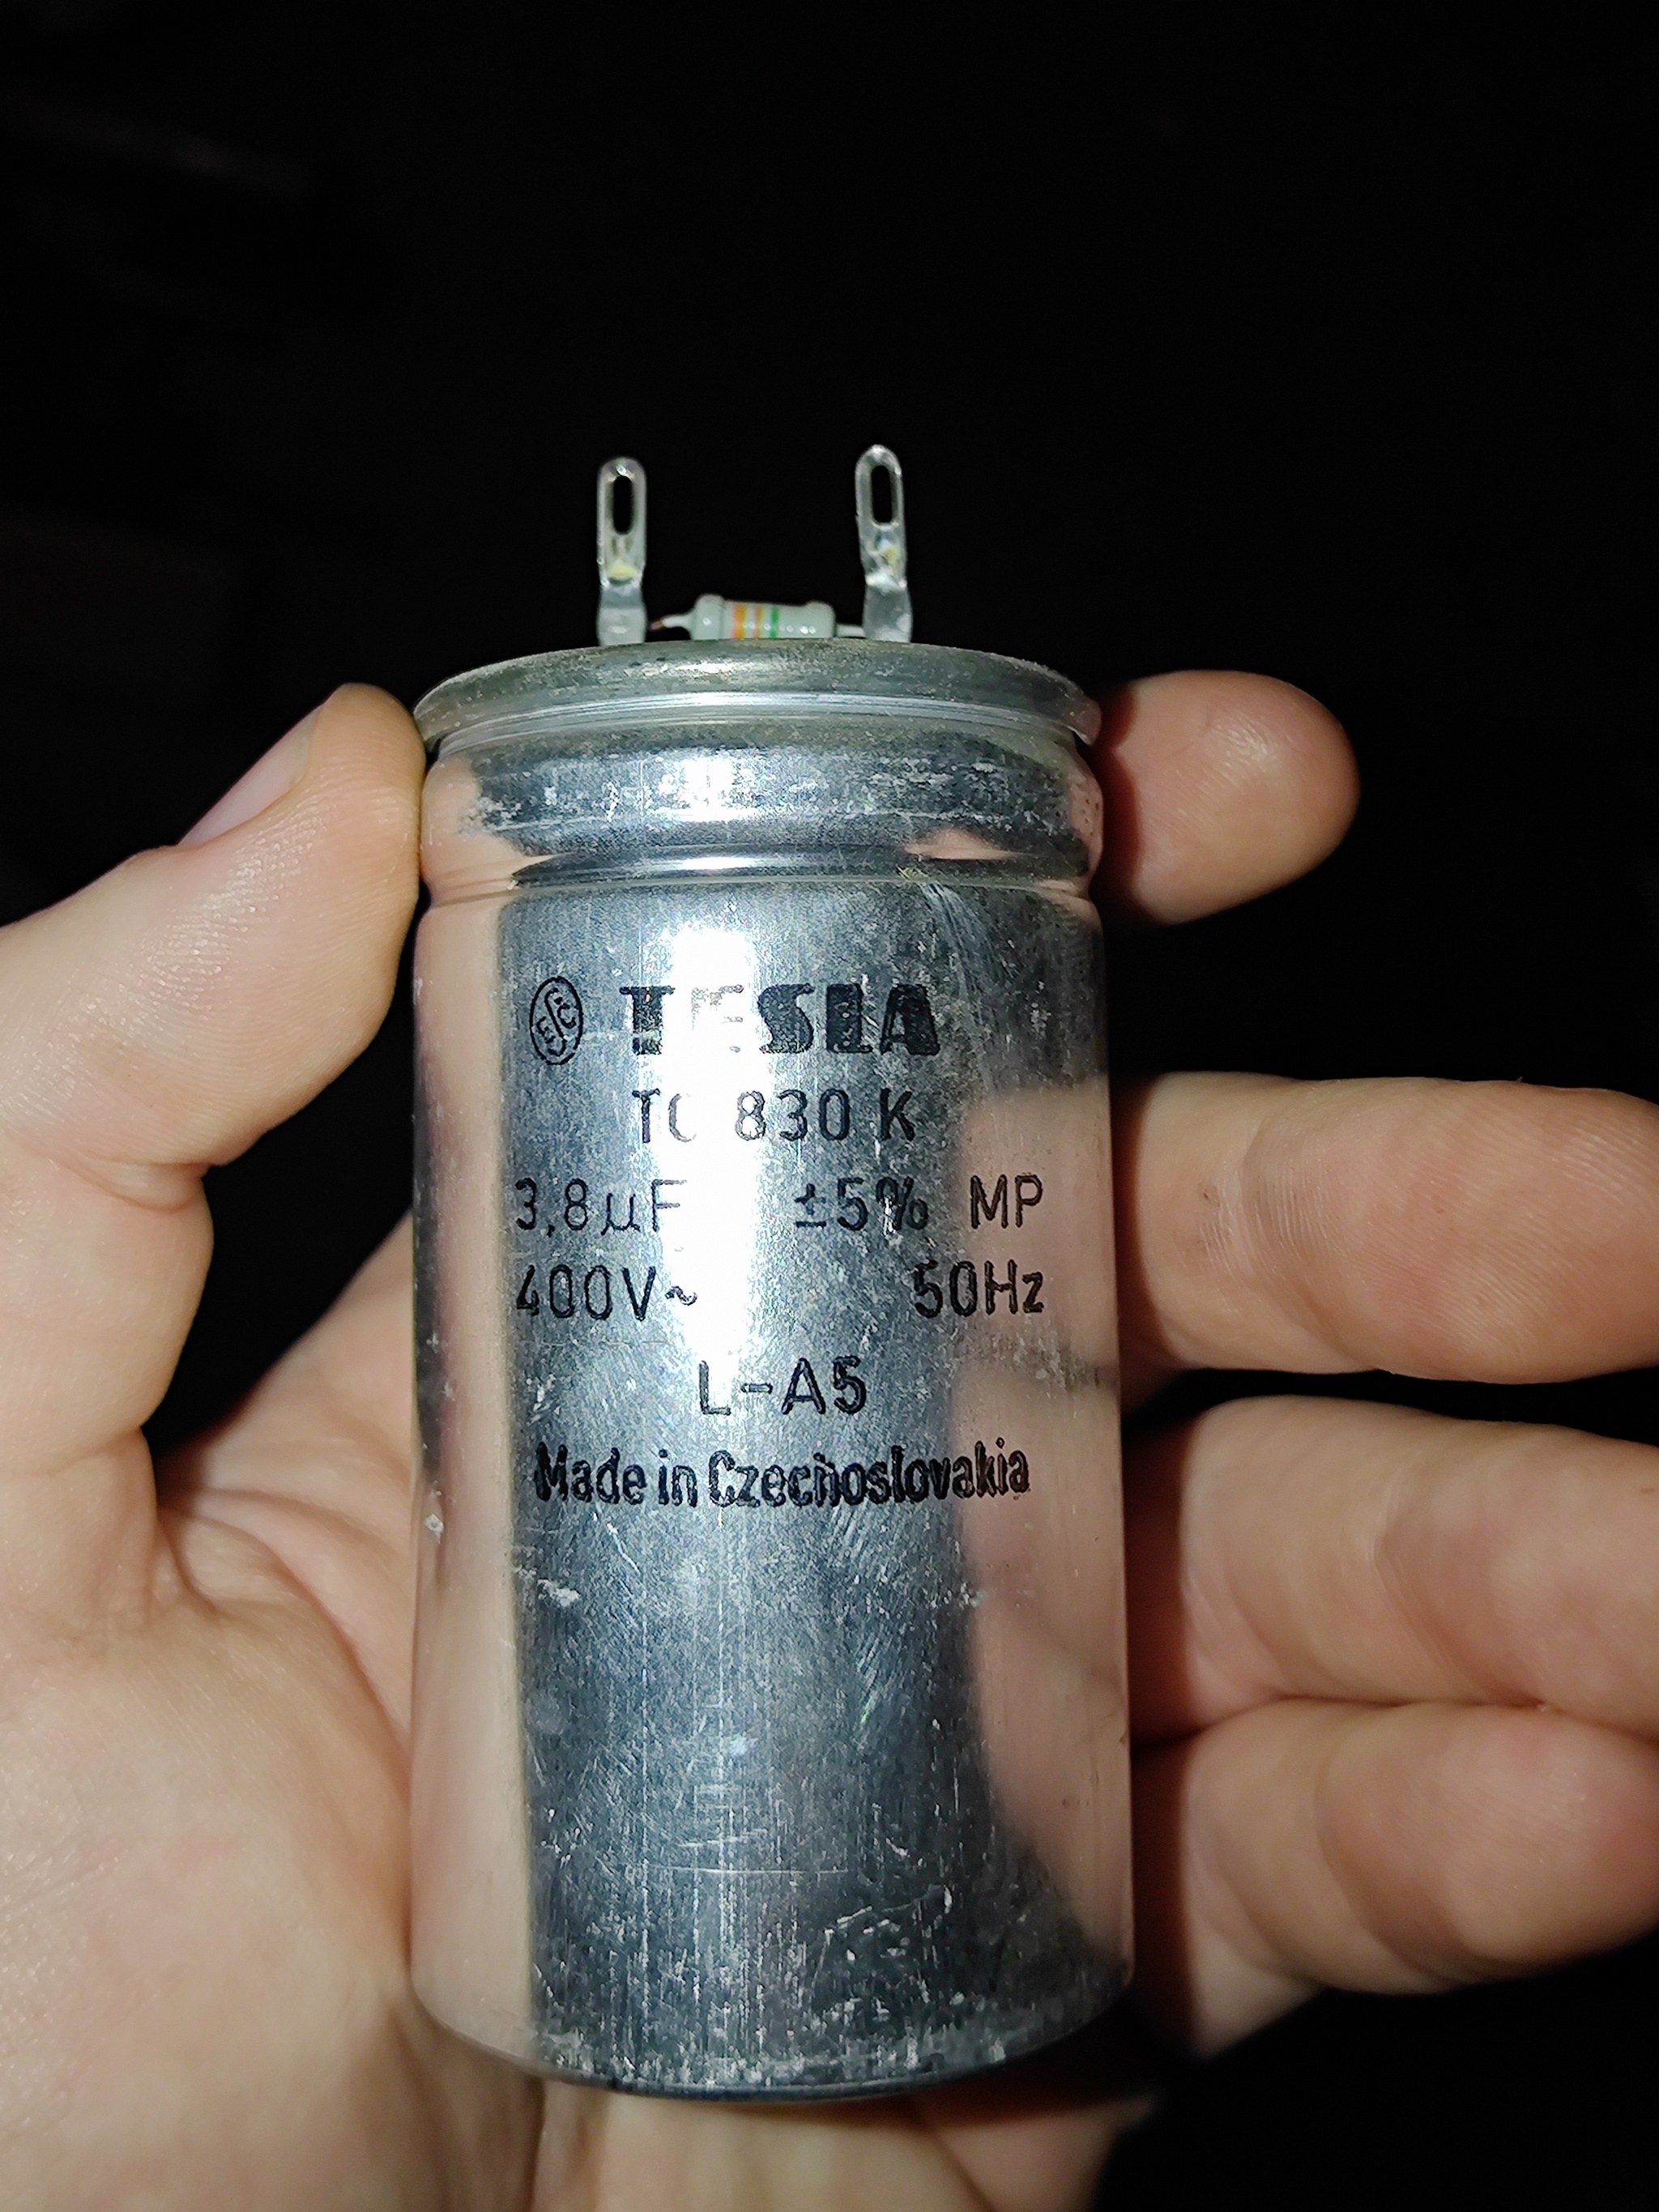 TESLA
TC 830 K
3,8μF ±5% MP
400V~ 50Hz
L-A5
Made in Czechoslovakia